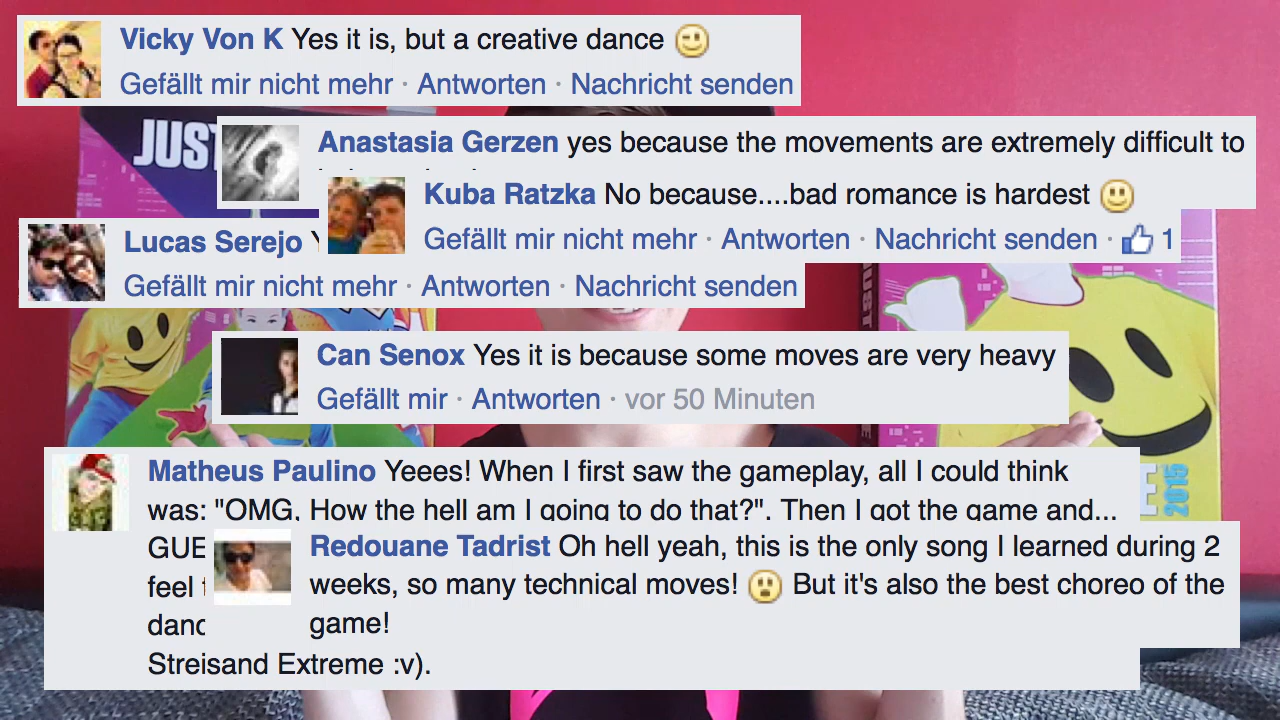 Vicky Von K Yes it is, but a creative dance
Gefällt mir nicht mehr · Antworten · Nachricht senden
JUS
Anastasia Gerzen yes because the movements are extremely difficult to
Kuba Ratzka No because....bad romance is hardest
Gefällt mir nicht mehr · Antworten · Nachricht senden · 1
Lucas Serejo Y
Gefällt mir nicht mehr · Antworten · Nachricht senden
JUST
Can Senox Yes it is because some moves are very heavy
Gefällt mir · Antworten · vor 50 Minuten
Matheus Paulino Yeees! When I first saw the gameplay, all I could think
was: "OMG, How the hell am I going to do that?". Then I got the game and...
E 2015
GUE
feel
danc
Streisand Extreme :v).
Redouane Tadrist Oh hell yeah, this is the only song I learned during 2
weeks, so many technical moves! But it's also the best choreo of the
game!